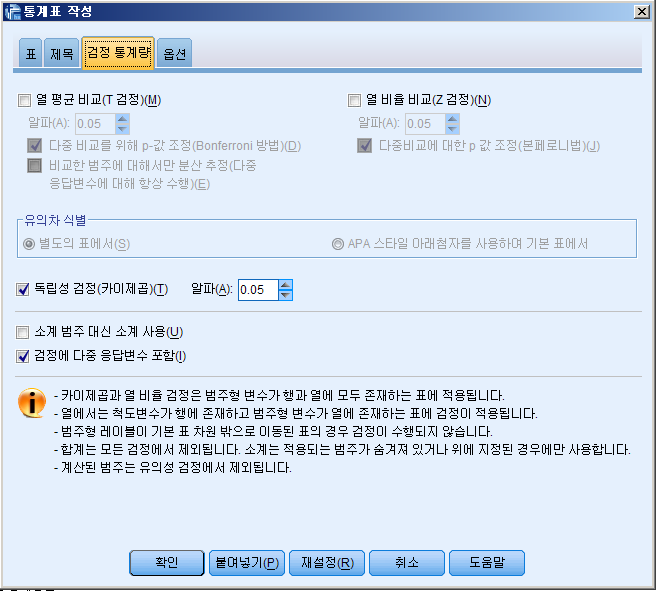 통계표 작성
표 제목 검정 통계량 옵션
열 평균 비교(T 검정)(M)
알파(A): 0.05
다중 비교를 위해 p-값 조정(Bonferroni 방법)(D)
비교한 범주에 대해서만 분산 추정(다중
응답변수에 대해 항상 수행)(E)
열 비율 비교(Z 검정)(N)
알파(A): 0.05
다중비교에 대한 p 값 조정(본페로니법)(J)
유의차 식별
별도의 표에서(S)
APA 스타일 아래첨자를 사용하여 기본 표에서
독립성 검정(카이제곱)(T) 알파(A): 0.05
소계 범주 대신 소계 사용(U)
검정에 다중 응답변수 포함(I)
- 카이제곱과 열 비율 검정은 범주형 변수가 행과 열에 모두 존재하는 표에 적용됩니다.
- 열에서는 척도변수가 행에 존재하고 범주형 변수가 열에 존재하는 표에 검정이 적용됩니다.
- 범주형 레이블이 기본 표 차원 밖으로 이동된 표의 경우 검정이 수행되지 않습니다.
- 합계는 모든 검정에서 제외됩니다. 소계는 적용되는 범주가 숨겨져 있거나 위에 지정된 경우에만 사용합니다.
- 계산된 범주는 유의성 검정에서 제외됩니다.
확인 붙여넣기(P) 재설정(R) 취소 도움말